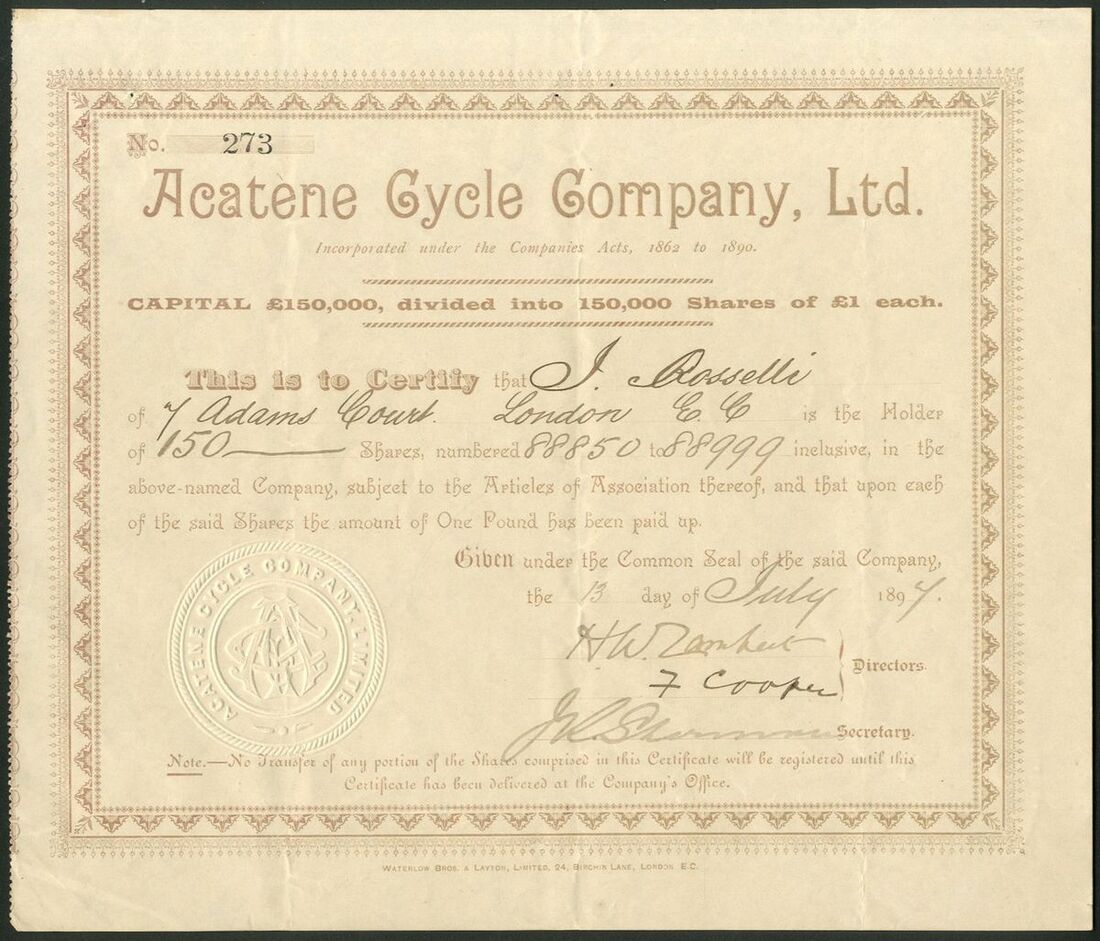 No. 273
Acatène Cycle Company, Ltd.
Incorporated under the Companies Acts, 1862 to 1890.
CAPITAL £150,000, divided into 150,000 Shares of £1 each.
This is to Certify that J. Rosselli
of 7 Adams Court. London E.C is the Holder
of 150 Shares, numbered 88850 to 88999 inclusive, in the
above-named Company, subject to the Articles of Association thereof, and that upon each
of the said Shares the amount of One Pound has been paid up.
Given under the Common Seal of the said Company,
the 13 day of July 1897.
H. W. Lambert
F Cooper
Directors.
Secretary.
ACATENE CYCLE COMPANY. LIMITED
Note.—No Transfer of any portion of the Shares comprised in this Certificate will be registered until this
Certificate has been delivered at the Company's Office.
WATERLOW BROS. & LAYTON, LIMITED, 24, BIRCHIN LANE, LONDON E.C.